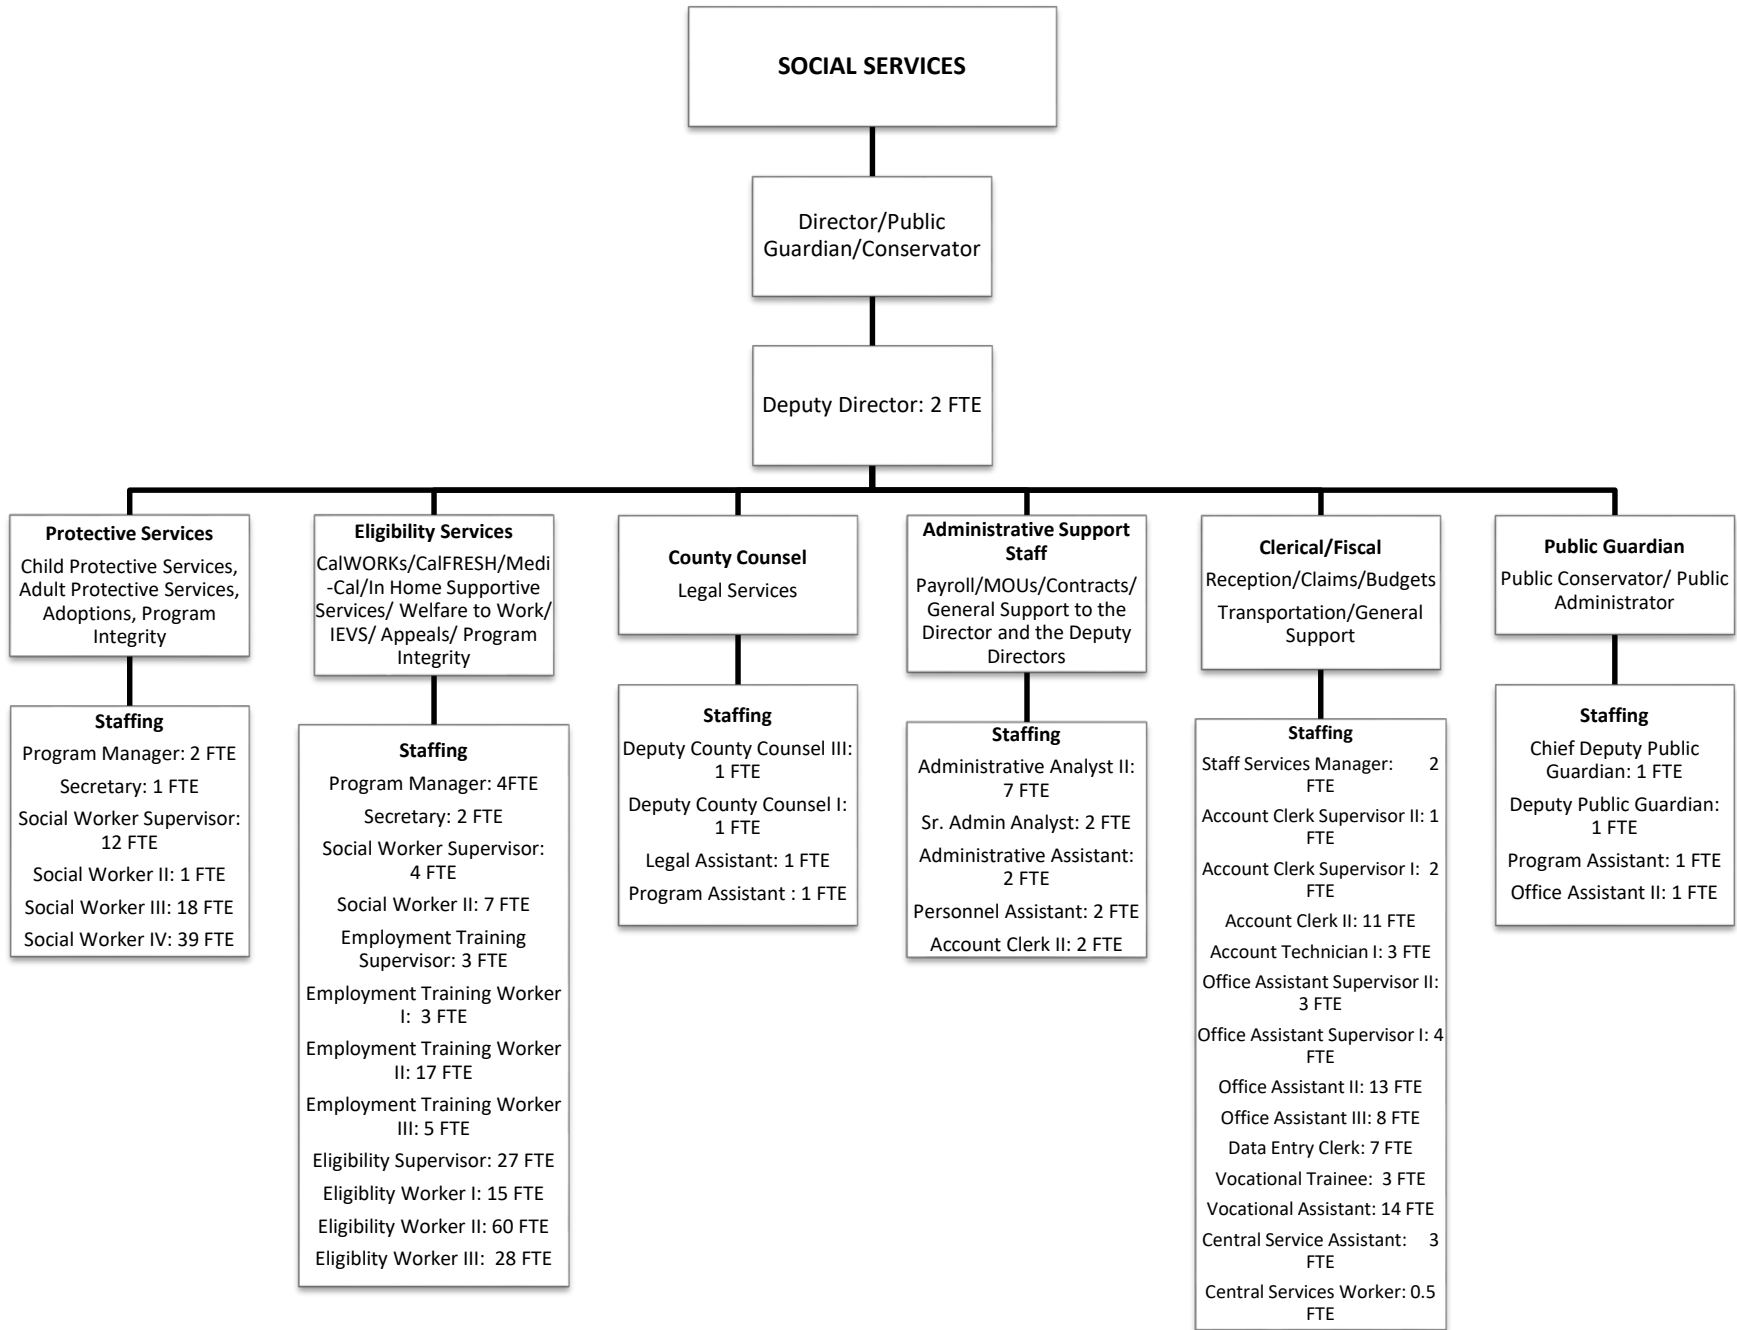 SOCIAL SERVICES
Director/Public
Guardian/Conservator
Deputy Director: 2 FTE
Protective Services
Child Protective Services,
Adult Protective Services,
Adoptions, Program
Integrity
Staffing
Program Manager: 2 FTE
Secretary: 1 FTE
Social Worker Supervisor:
12 FTE
Social Worker II: 1 FTE
Social Worker III: 18 FTE
Social Worker IV: 39 FTE
Eligibility Services
CalWORKs/CalFRESH/Medi
-Cal/In Home Supportive
Services/ Welfare to Work/
IEVS/ Appeals/ Program
Integrity
Staffing
Program Manager: 4FTE
Secretary: 2 FTE
Social Worker Supervisor:
4 FTE
Social Worker II: 7 FTE
Employment Training
Supervisor: 3 FTE
Employment Training Worker
I: 3 FTE
Employment Training Worker
II: 17 FTE
Employment Training Worker
III: 5 FTE
Eligibility Supervisor: 27 FTE
Eligiblity Worker I: 15 FTE
Eligibility Worker II: 60 FTE
Eligiblity Worker III: 28 FTE
County Counsel
Legal Services
Staffing
Deputy County Counsel III:
1 FTE
Deputy County Counsel I:
1 FTE
Legal Assistant: 1 FTE
Program Assistant : 1 FTE
Administrative Support
Staff
Payroll/MOUs/Contracts/
General Support to the
Director and the Deputy
Directors
Staffing
Administrative Analyst II:
7 FTE
Sr. Admin Analyst: 2 FTE
Administrative Assistant:
2 FTE
Personnel Assistant: 2 FTE
Account Clerk II: 2 FTE
Clerical/Fiscal
Reception/Claims/Budgets
Transportation/General
Support
Staffing
Staff Services Manager: 2
FTE
Account Clerk Supervisor II: 1
FTE
Account Clerk Supervisor I: 2
FTE
Account Clerk II: 11 FTE
Account Technician I: 3 FTE
Office Assistant Supervisor II:
3 FTE
Office Assistant Supervisor I: 4
FTE
Office Assistant II: 13 FTE
Office Assistant III: 8 FTE
Data Entry Clerk: 7 FTE
Vocational Trainee: 3 FTE
Vocational Assistant: 14 FTE
Central Service Assistant: 3
FTE
Central Services Worker: 0.5
FTE
Public Guardian
Public Conservator/ Public
Administrator
Staffing
Chief Deputy Public
Guardian: 1 FTE
Deputy Public Guardian:
1 FTE
Program Assistant: 1 FTE
Office Assistant II: 1 FTE